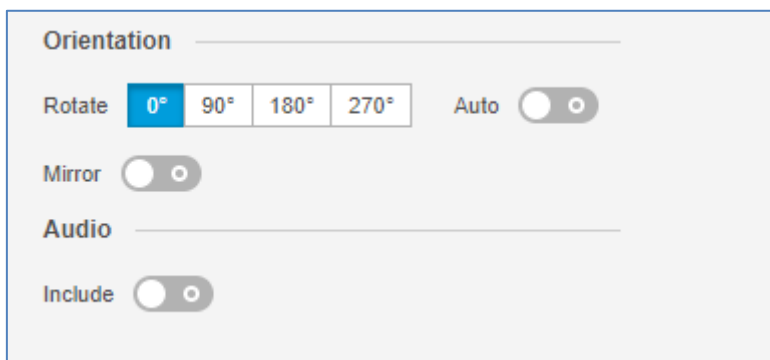 Orientation
Rotate 0° 90° 180° 270° Auto
Mirror
Audio
Include